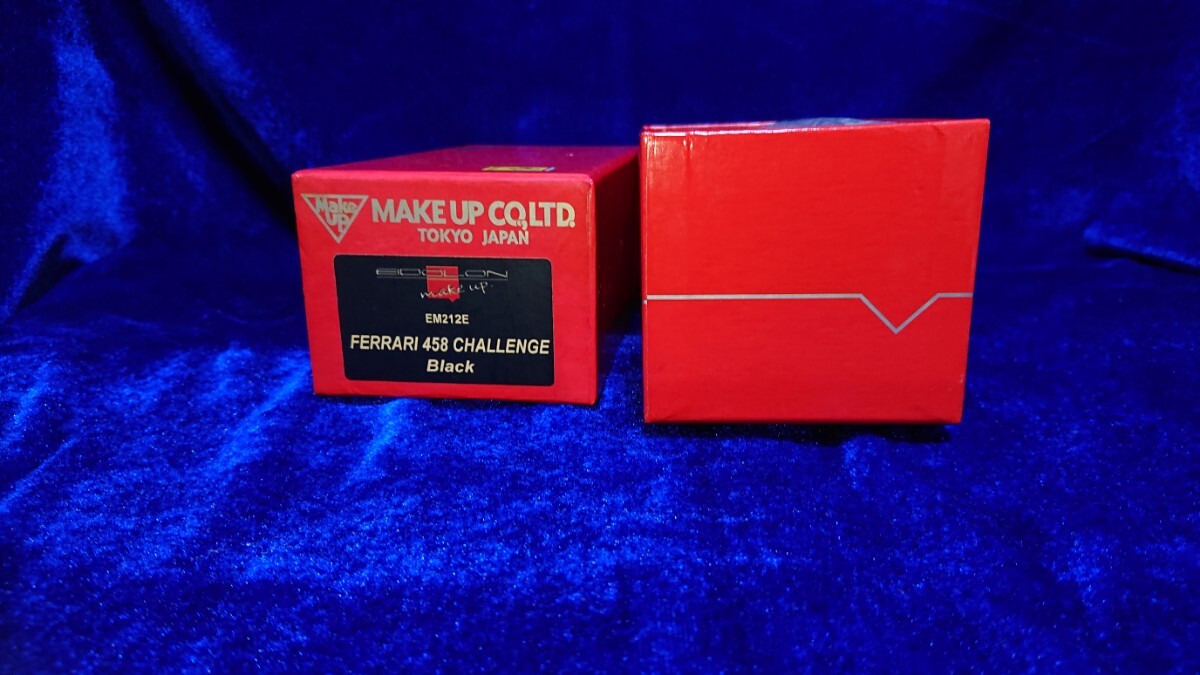 Make
UP
MAKE UP CO.,LTD.
TOKYO JAPAN
EIDOLON
make up.
EM212E
FERRARI 458 CHALLENGE
Black